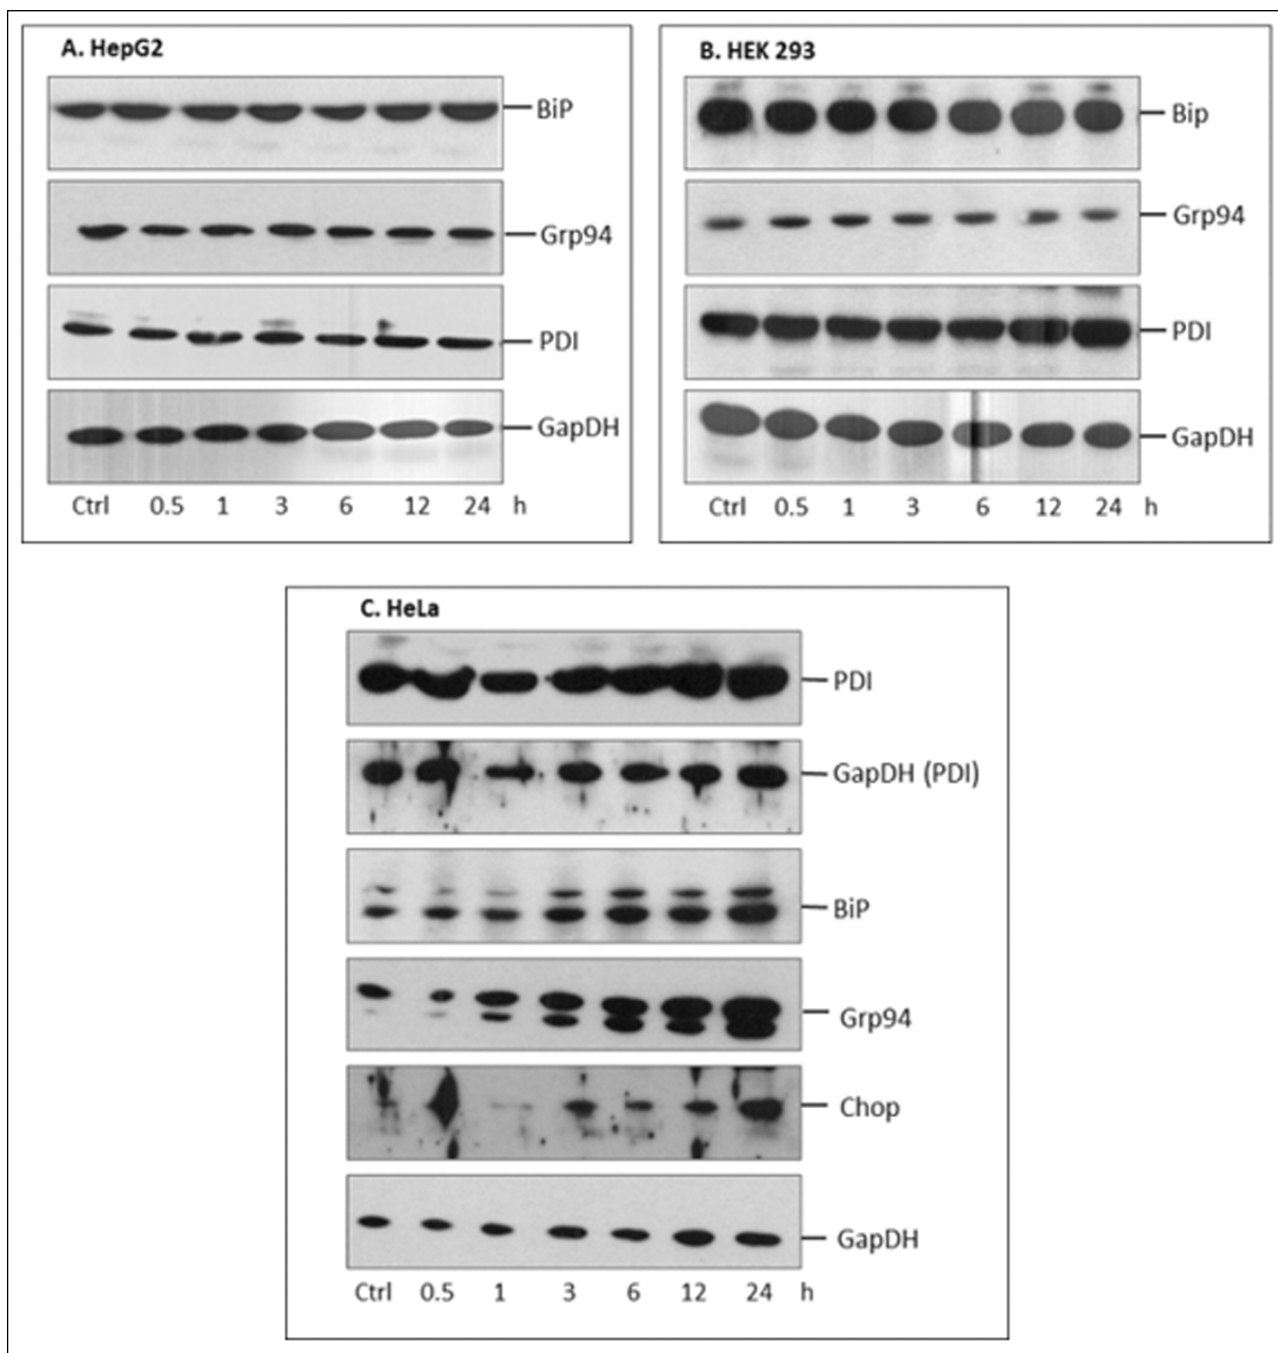 A. HepG2
BiP
Grp94
PDI
GapDH
Ctrl 0.5 1 3 6 12 24 h
B. HEK 293
Bip
Grp94
PDI
GapDH
Ctrl 0.5 1 3 6 12 24 h
C. HeLa
PDI
GapDH (PDI)
BiP
Grp94
Chop
GapDH
Ctrl 0.5 1 3 6 12 24 h